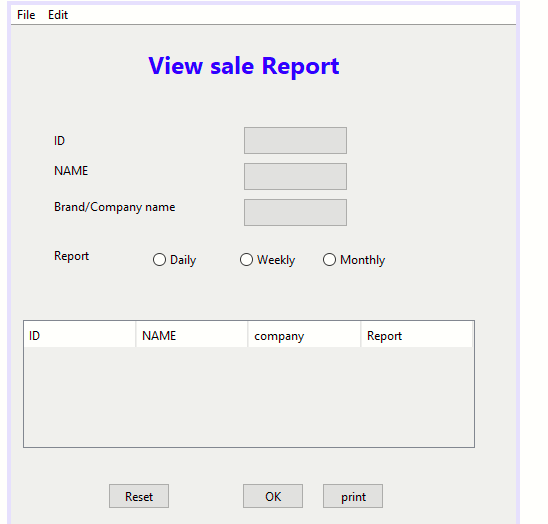 File Edit
View sale Report
ID
NAME
Brand/Company name
Report Daily Weekly Monthly
ID NAME company Report
Reset OK print